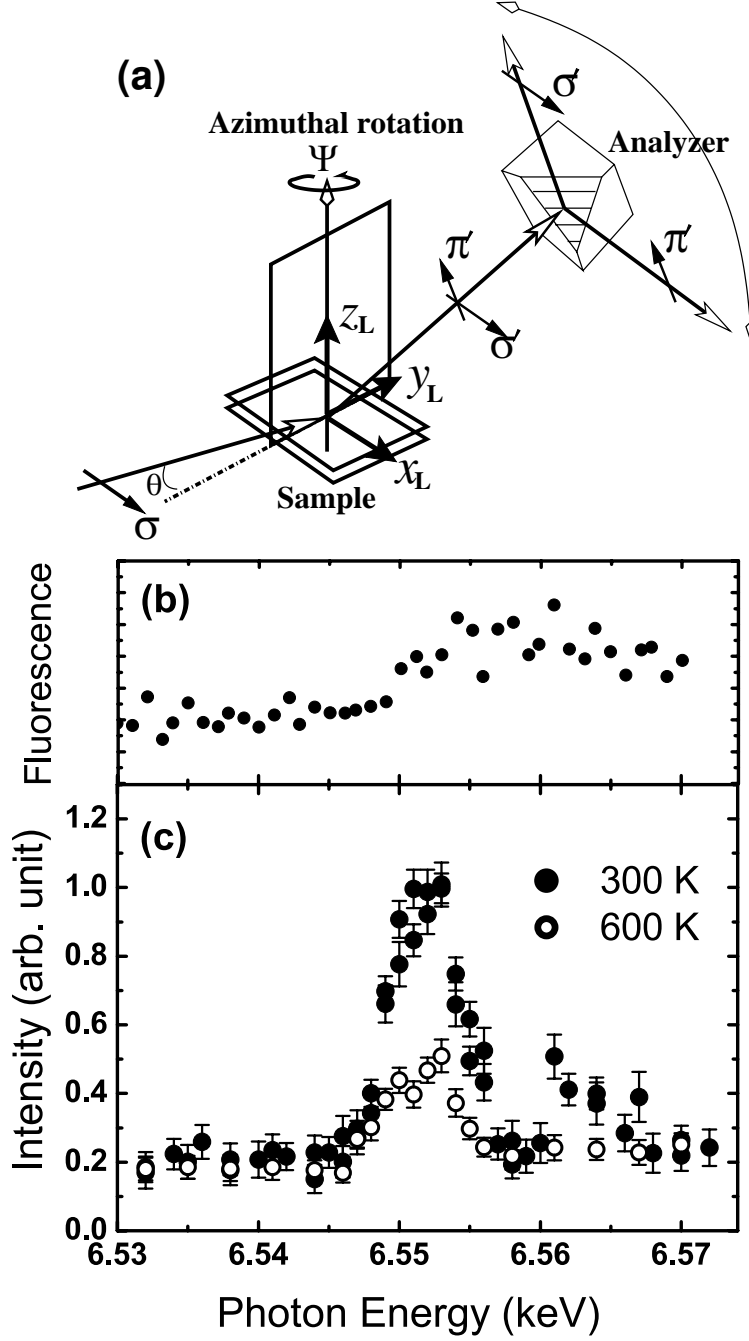 (a)
σ′
Azimuthal rotation
Analyzer
Ψ
π′
π′
z_L
σ′
y_L
x_L
θ
Sample
σ
(b)
Fluorescence
(c)
1.2
1.0
0.8
0.6
0.4
0.2
0.0
300 K
600 K
Intensity (arb. unit)
6.53
6.54
6.55
6.56
6.57
Photon Energy (keV)